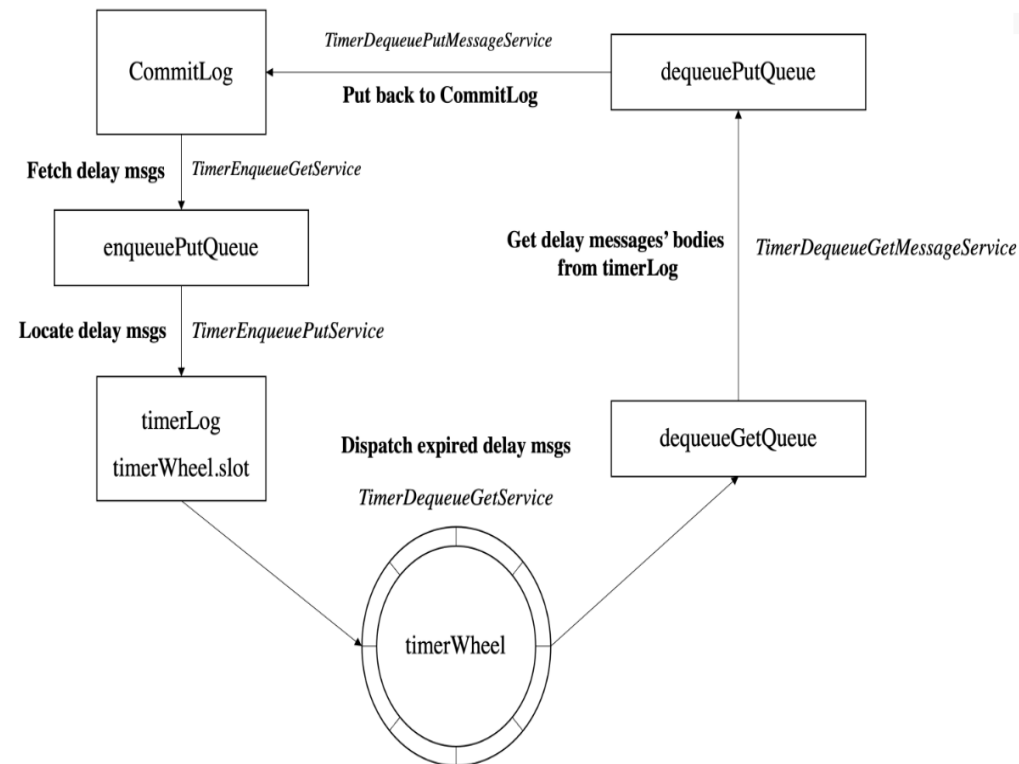 TimerDequeuePutMessageService
CommitLog
dequeuePutQueue
Put back to CommitLog
Fetch delay msgs
TimerEnqueueGetService
enqueuePutQueue
Get delay messages’ bodies
from timerLog
TimerDequeueGetMessageService
Locate delay msgs
TimerEnqueuePutService
timerLog
timerWheel.slot
Dispatch expired delay msgs
TimerDequeueGetService
dequeueGetQueue
timerWheel